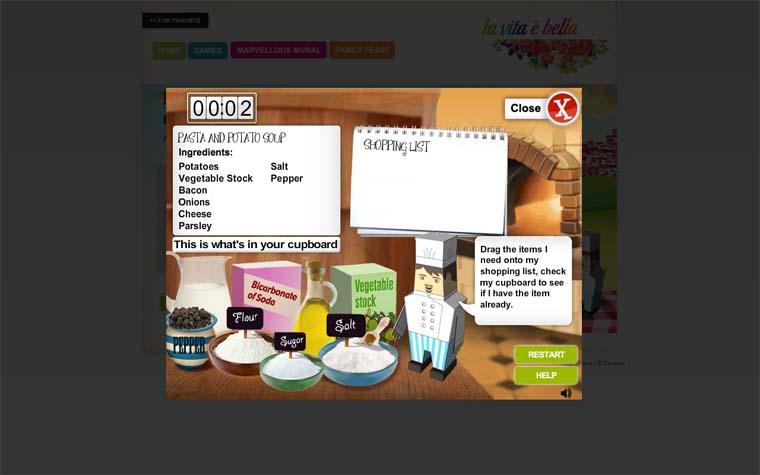 << FOR PARENTS
la vita è bella
HOME
GAMES
MARVELLOUS MURAL
FAMILY FEAST
00:02
Close X
PASTA AND POTATO SOUP
Ingredients:
Potatoes Salt
Vegetable Stock Pepper
Bacon
Onions
Cheese
Parsley
SHOPPING LIST
This is what's in your cupboard
Drag the items I
need onto my
shopping list, check
my cupboard to see
if I have the item
already.
Bicarbonate
of Soda
Vegetable
stock
PEPPER
Flour
Sugar
Salt
RESTART
HELP